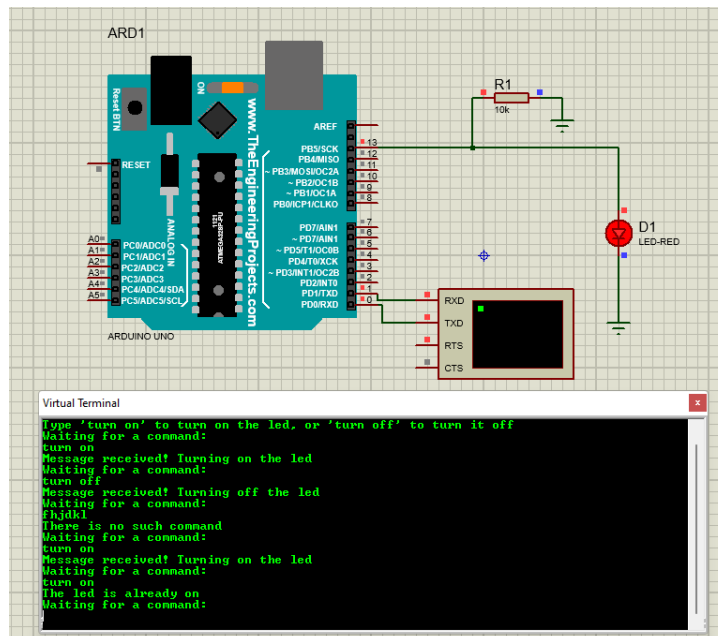 ARD1
R1
10k
Reset BTN
ON
www.TheEngineeringProjects.com
AREF
RESET
PB5/SCK 13
PB4/MISO 12
~ PB3/MOSI/OC2A 11
~ PB2/OC1B 10
~ PB1/OC1A 9
PB0/ICP1/CLKO 8
ANALOG IN
PD7/AIN1 7
~ PD7/AIN1 6
~ PD5/T1/OC0B 5
PD4/T0/XCK 4
~ PD3/INT1/OC2B 3
PD2/INT0 2
PD1/TXD 1
PD0/RXD 0
A0 PC0/ADC0
A1 PC1/ADC1
A2 PC2/ADC2
A3 PC3/ADC3
A4 PC4/ADC4/SDA
A5 PC5/ADC5/SCL
D1
LED-RED
RXD
TXD
RTS
CTS
ARDUINO UNO
Virtual Terminal
x
Type 'turn on' to turn on the led, or 'turn off' to turn it off
Waiting for a command:
turn on
Message received! Turning on the led
Waiting for a command:
turn off
Message received! Turning off the led
Waiting for a command:
fhjdkl
There is no such command
Waiting for a command:
turn on
Message received! Turning on the led
Waiting for a command:
turn on
The led is already on
Waiting for a command: